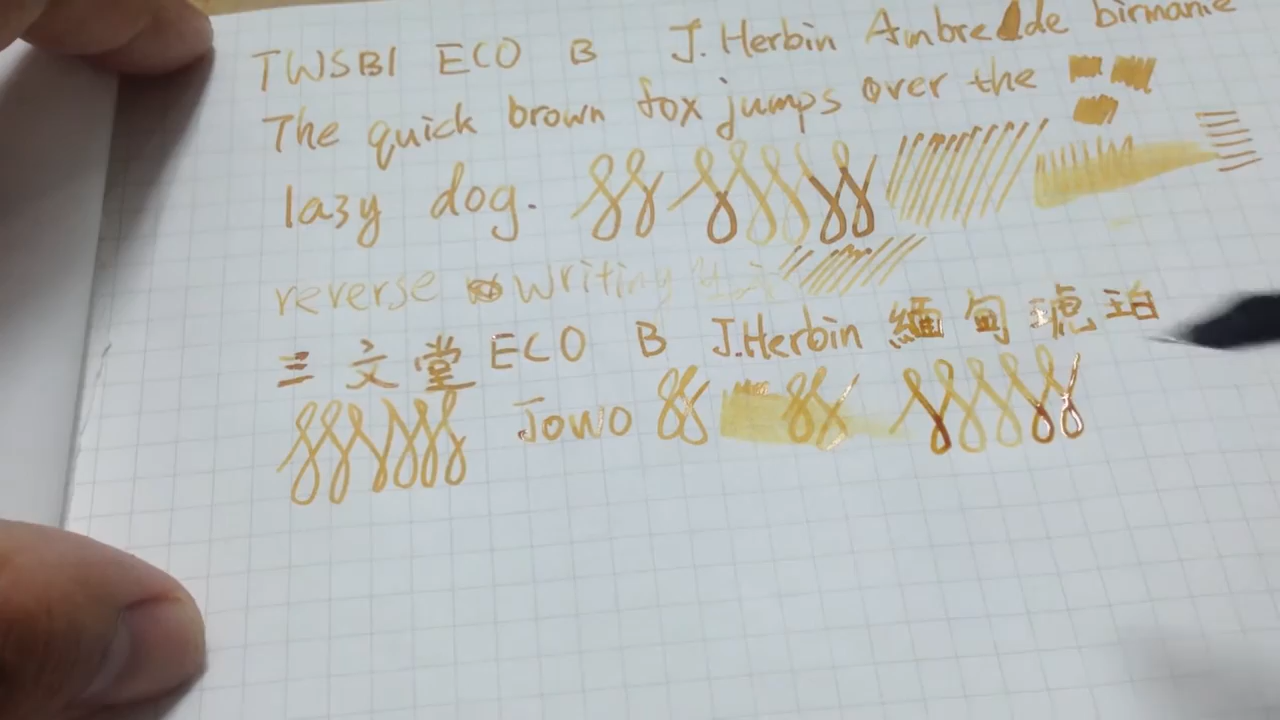 TWSBI ECO B J. Herbin Ambre de birmanie
The quick brown fox jumps over the
lazy dog.
reverse writing
三文堂 ECO B J.Herbin 緬甸琥珀
Jowo